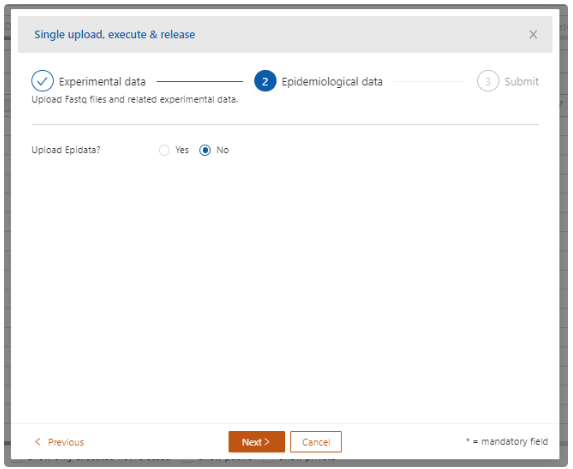 Single upload, execute & release X
Experimental data 2 Epidemiological data 3 Submit
Upload Fastq files and related experimental data.
Upload Epidata? Yes No
< Previous Next > Cancel * = mandatory field